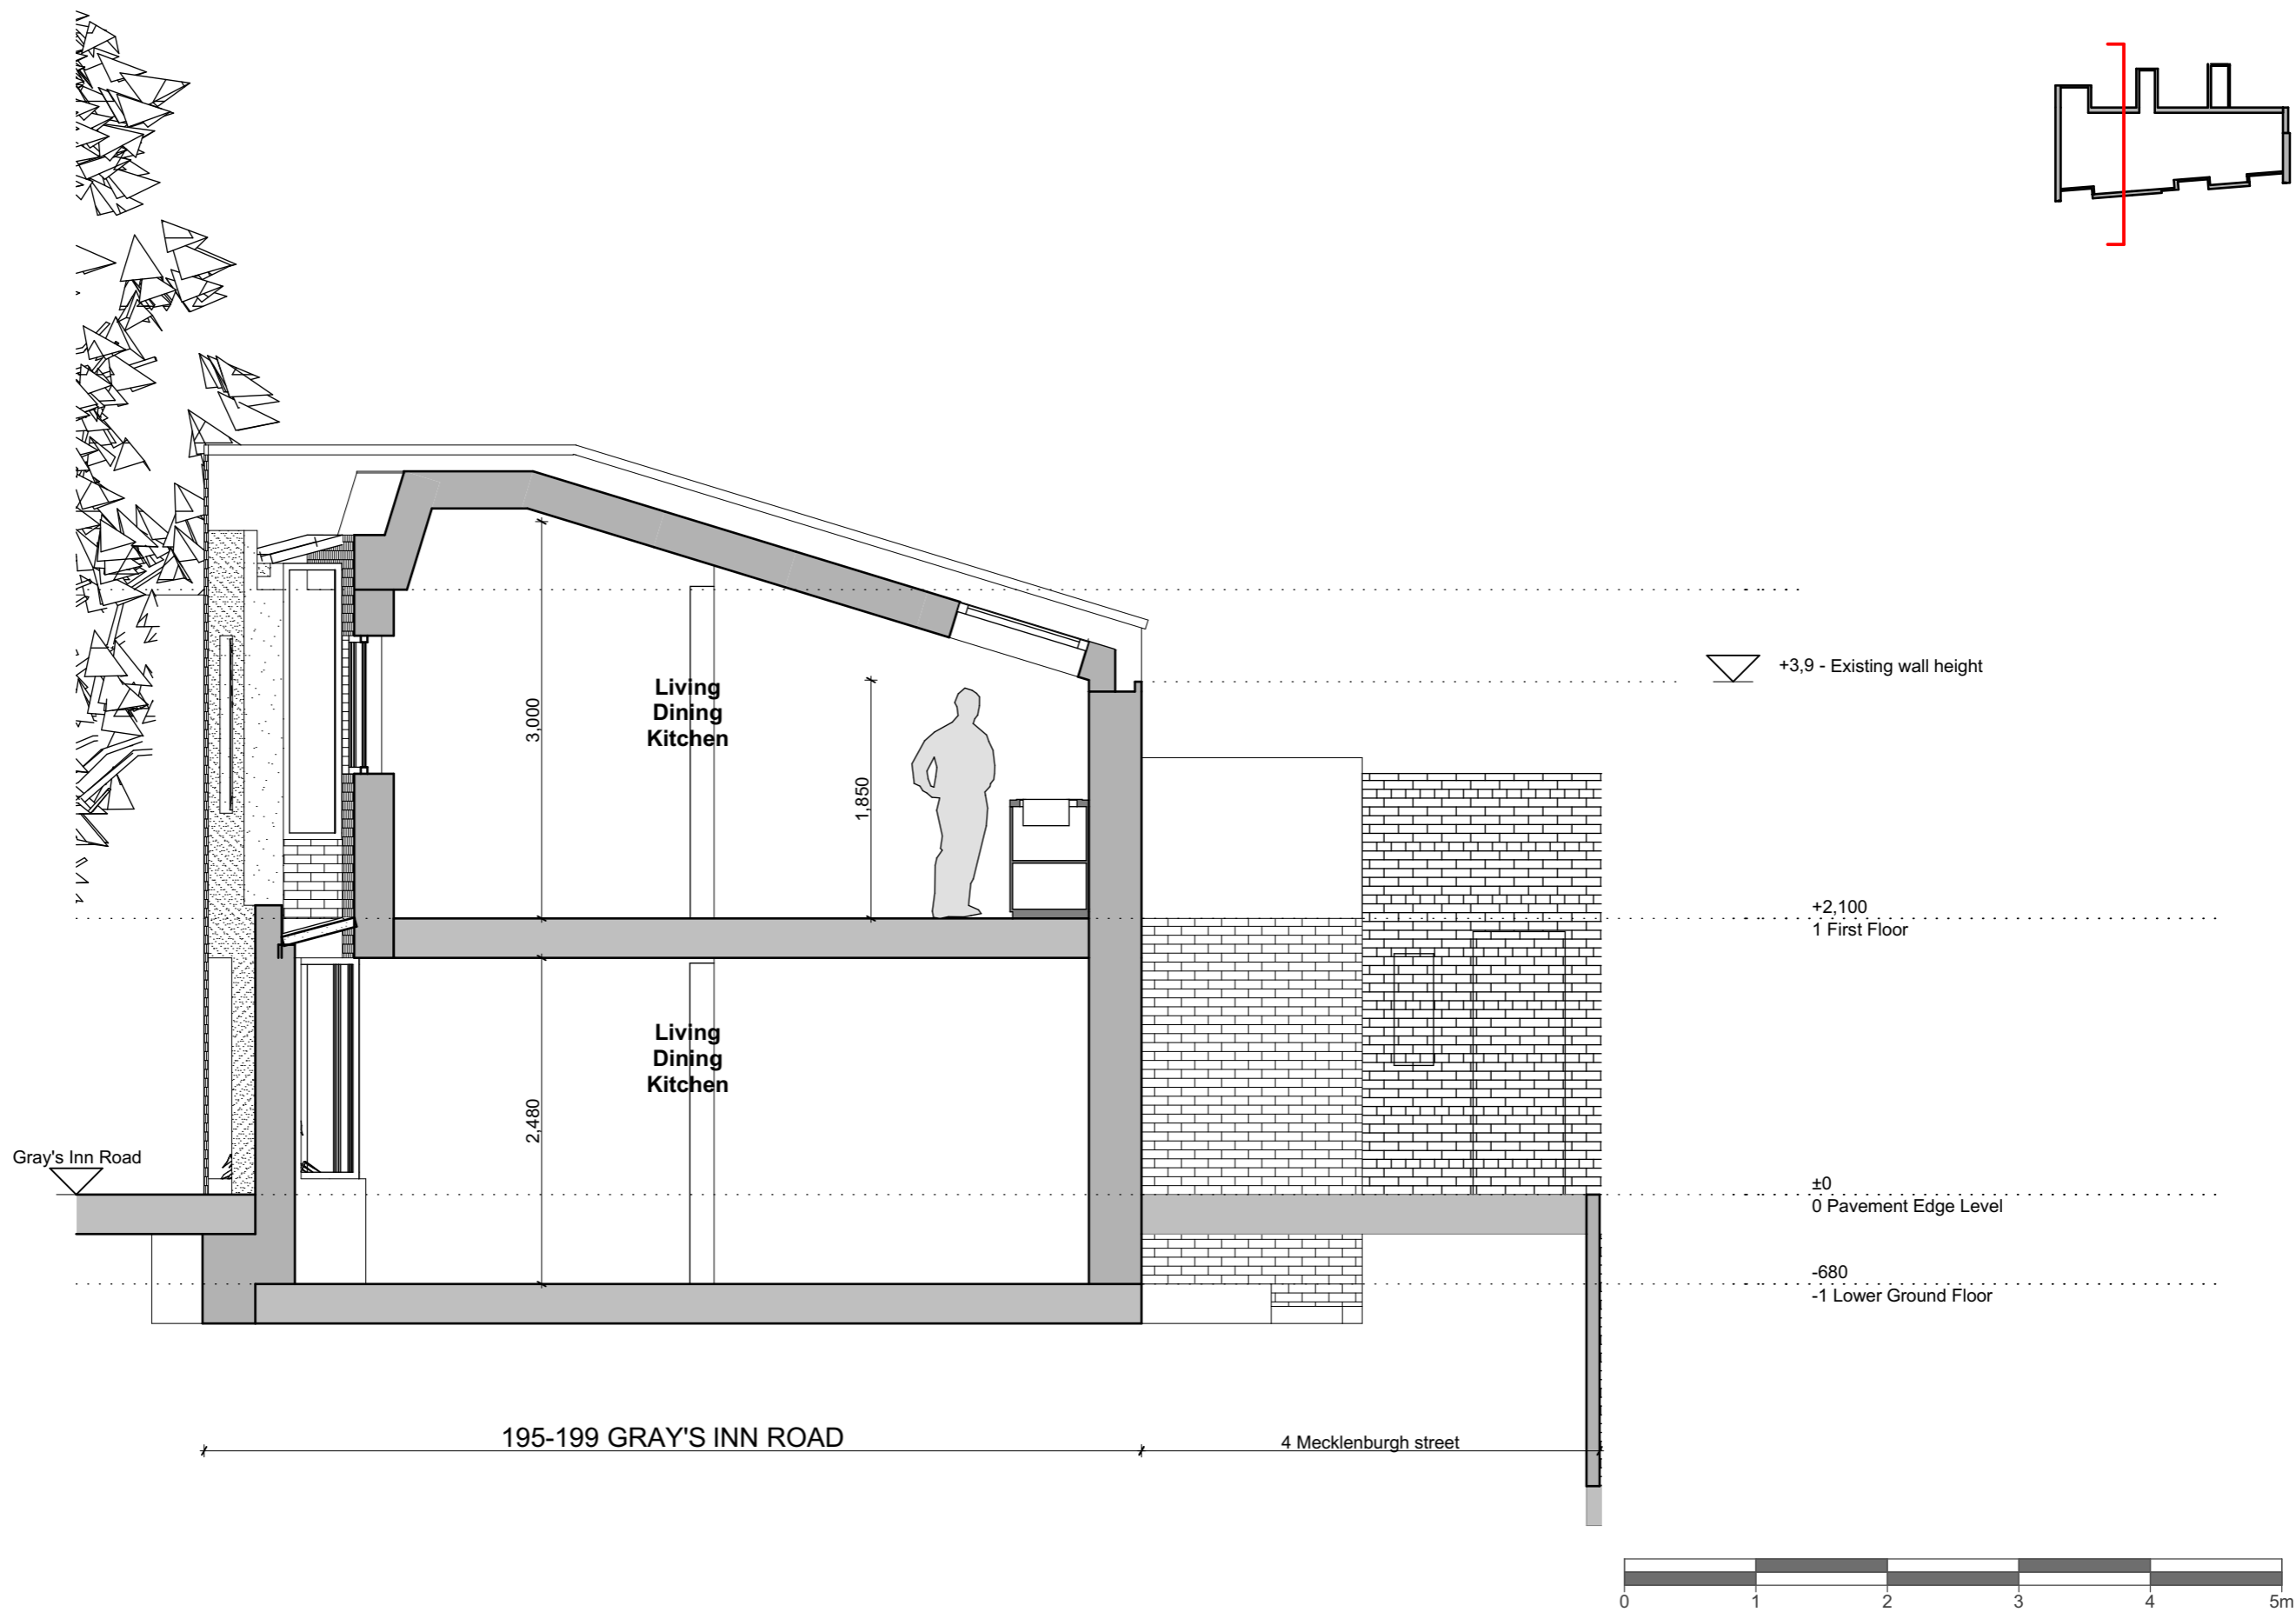 +3,9 - Existing wall height
Living
Dining
Kitchen
3,000
1,850
+2,100
1 First Floor
Living
Dining
Kitchen
2,480
Gray's Inn Road
±0
0 Pavement Edge Level
-680
-1 Lower Ground Floor
195-199 GRAY'S INN ROAD
4 Mecklenburgh street
0 1 2 3 4 5m